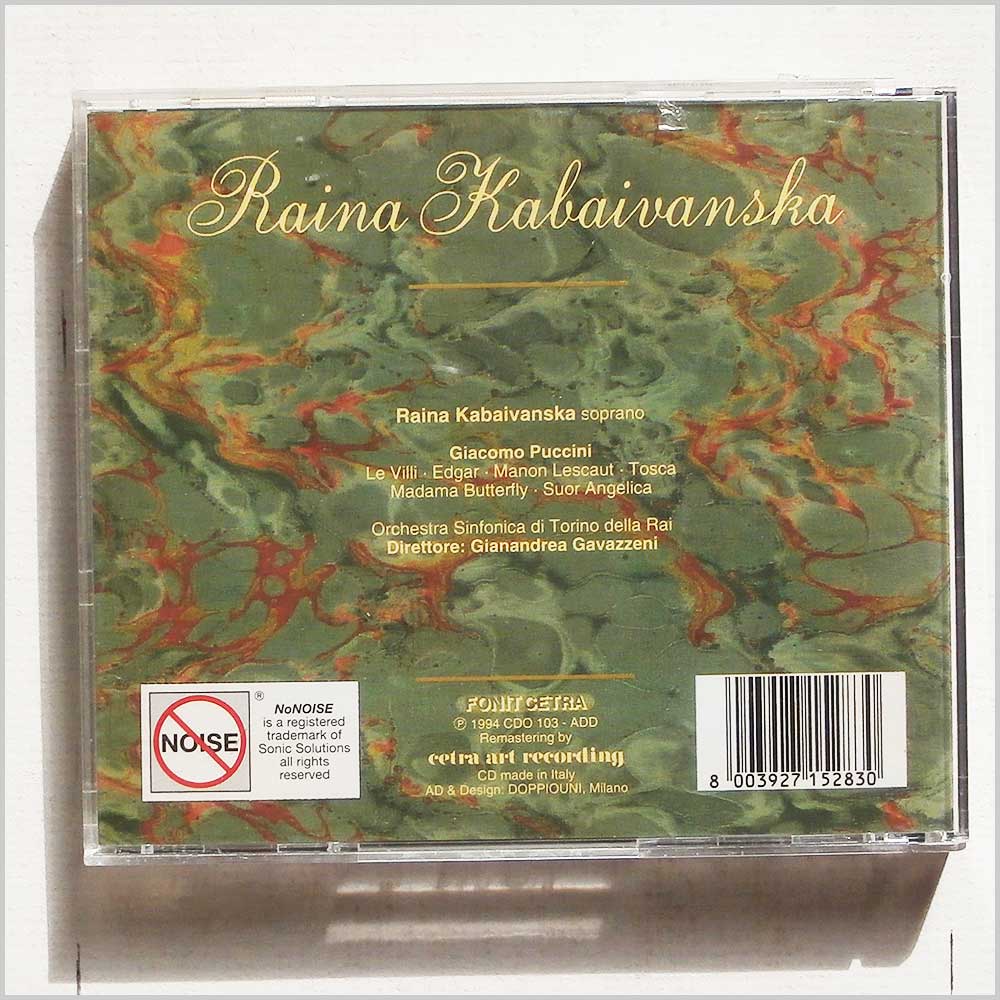 Raina Kabaivanska
Raina Kabaivanska soprano
Giacomo Puccini
Le Villi · Edgar · Manon Lescaut · Tosca
Madama Butterfly · Suor Angelica
Orchestra Sinfonica di Torino della Rai
Direttore: Gianandrea Gavazzeni
NOISE
®
NoNOISE
is a registered
trademark of
Sonic Solutions
all rights
reserved
FONIT CETRA
℗ 1994 CDO 103 - ADD
Remastering by
cetra art recording
CD made in Italy
AD & Design: DOPPIOUNI, Milano
8 003927 152830